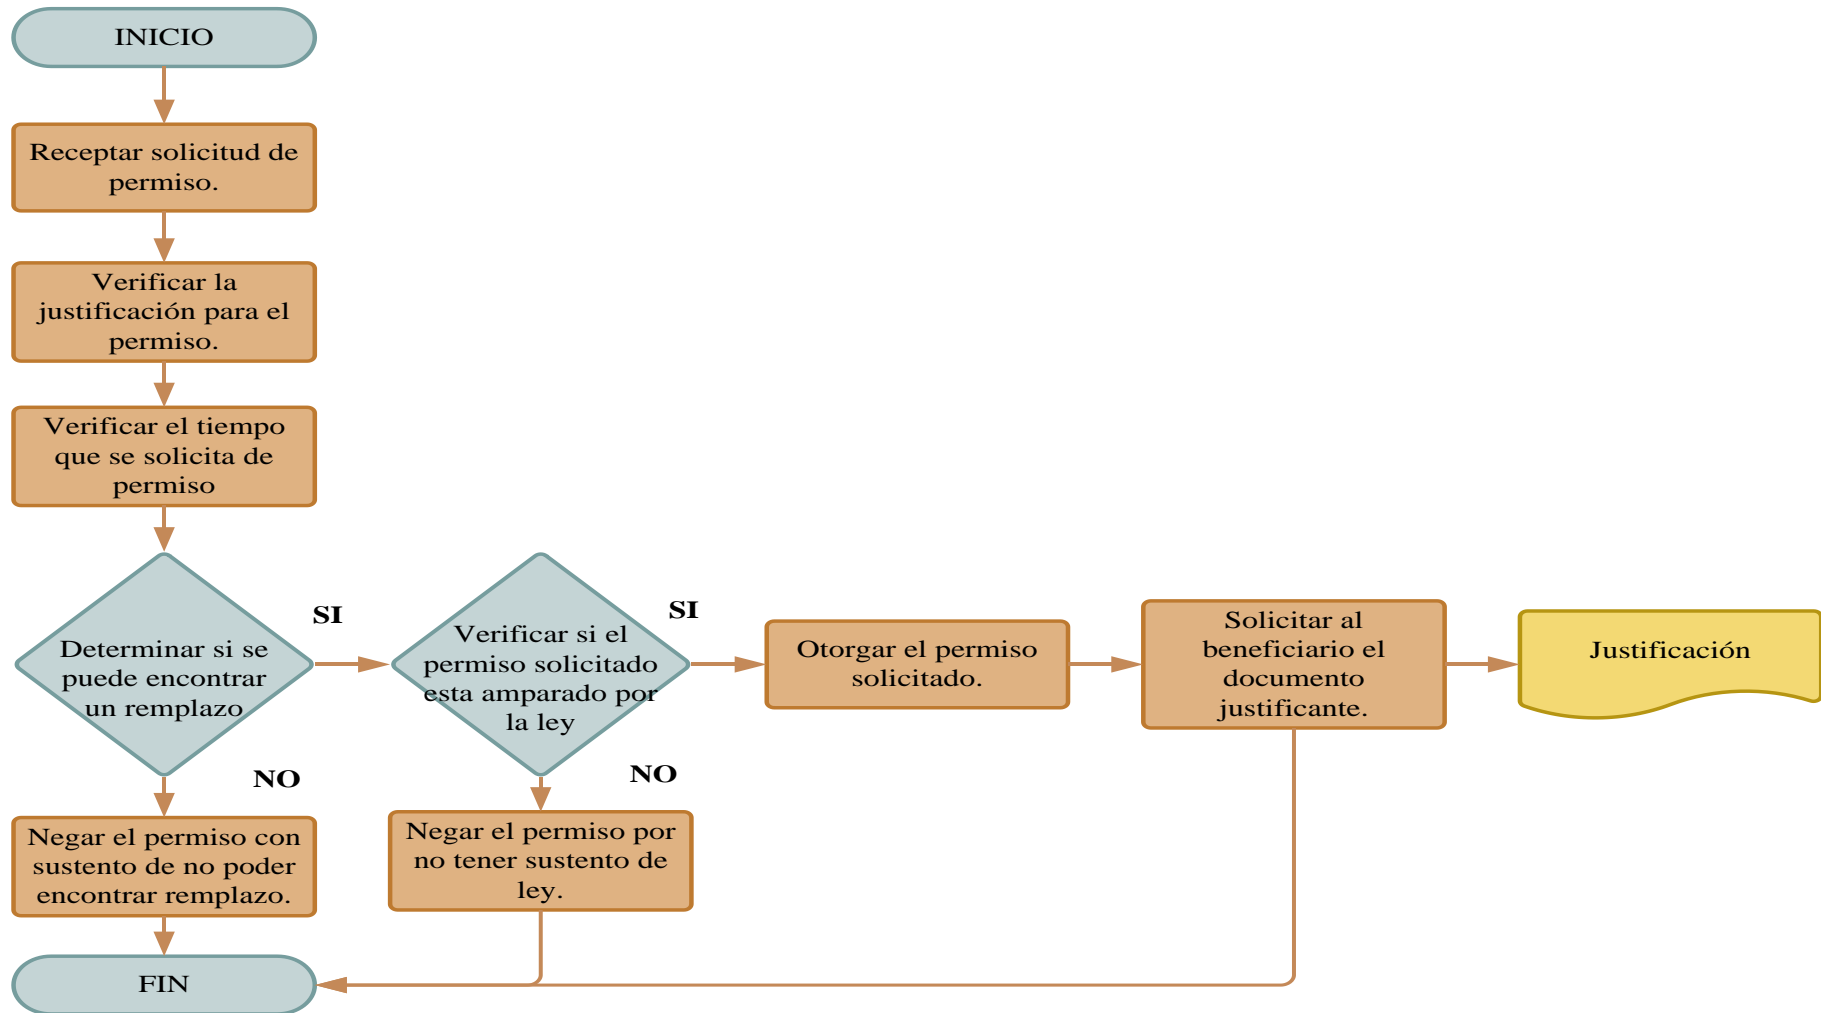 INICIO
Receptar solicitud de
permiso.
Verificar la
justificación para el
permiso.
Verificar el tiempo
que se solicita de
permiso
Determinar si se
puede encontrar
un remplazo
SI
NO
Verificar si el
permiso solicitado
esta amparado por
la ley
SI
NO
Otorgar el permiso
solicitado.
Solicitar al
beneficiario el
documento
justificante.
Justificación
Negar el permiso con
sustento de no poder
encontrar remplazo.
Negar el permiso por
no tener sustento de
ley.
FIN